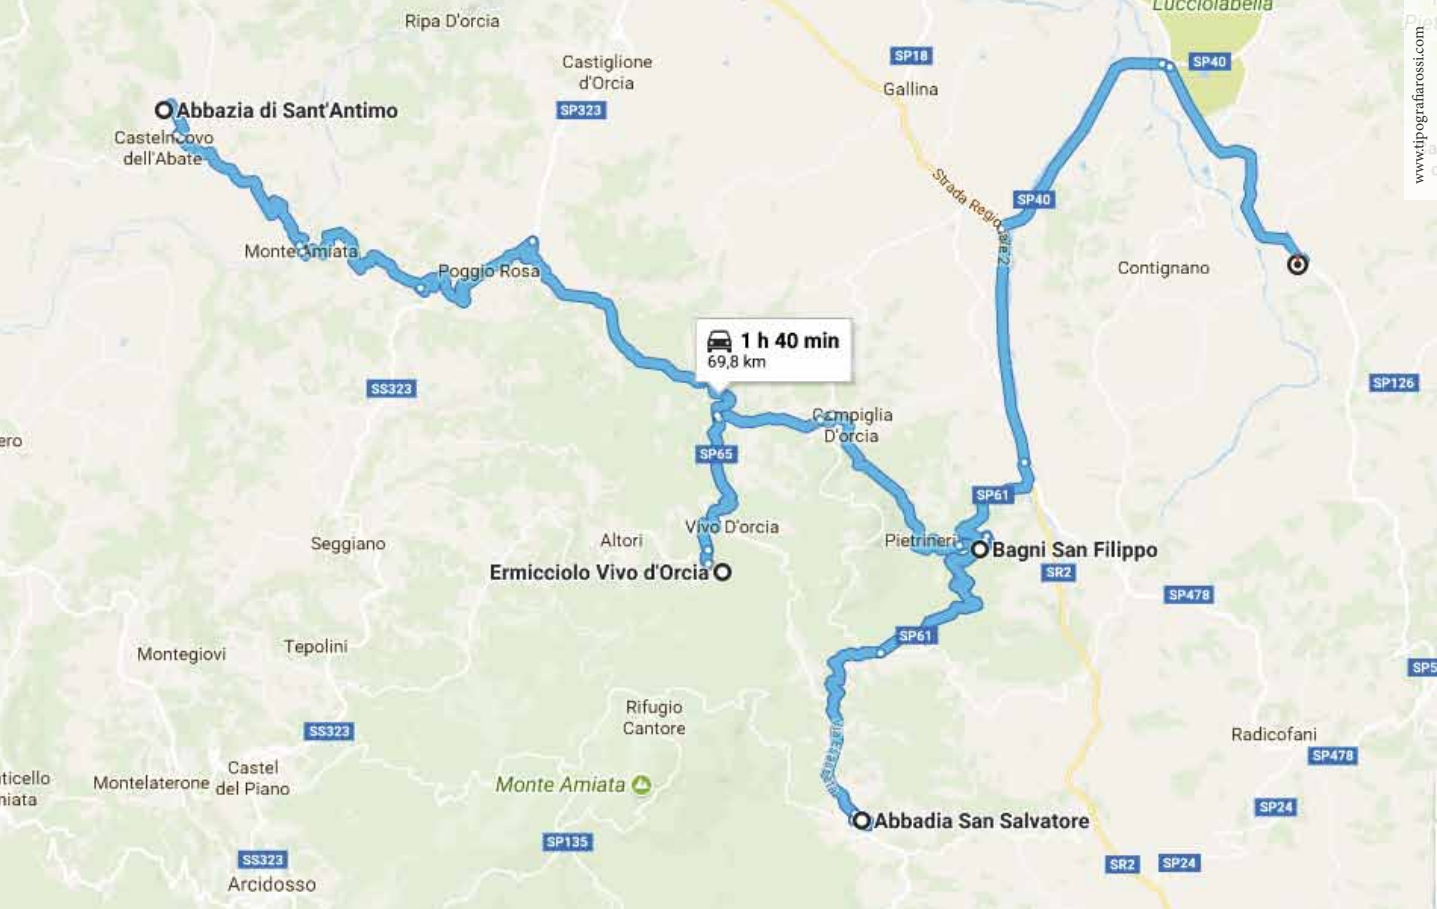 Lucciolabella
Ripa D'orcia
www.tipografiarossi.com
Castiglione
d'Orcia
SP18
SP40
Gallina
Abbazia di Sant'Antimo
SP323
Castelnuovo
dell'Abate
Strada Regionale 2
SP40
Monte Amiata
Poggio Rosa
Contignano
1 h 40 min
69,8 km
SS323
SP126
Campiglia
D'orcia
SP65
SP61
Vivo D'orcia
Seggiano
Altori
Pietrineri
Bagni San Filippo
Ermicciolo Vivo d'Orcia
SR2
SP478
SP61
Tepolini
Montegiovi
Rifugio
Cantore
SS323
Radicofani
SP478
Castel
del Piano
Montelaterone
Monte Amiata
SP24
Abbadia San Salvatore
SP135
SS323
SR2
SP24
Arcidosso